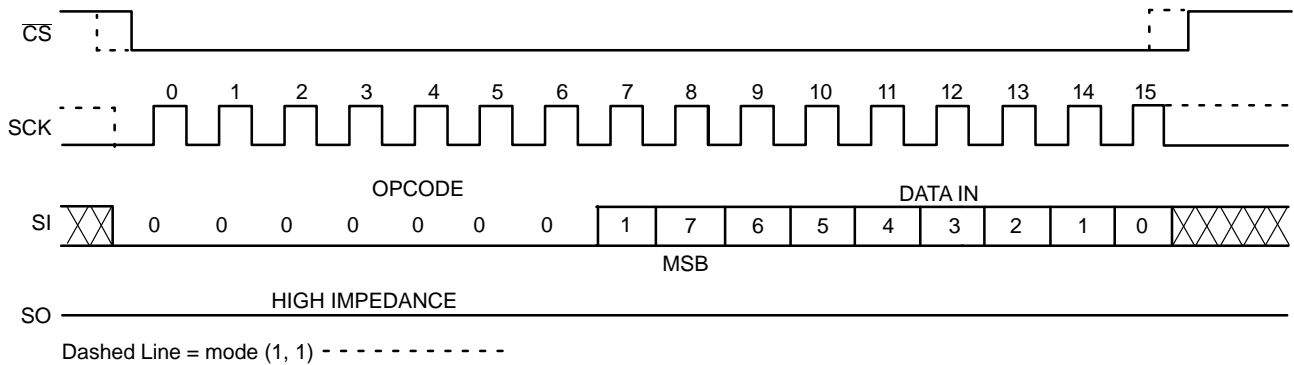 CS
0 1 2 3 4 5 6 7 8 9 10 11 12 13 14 15
SCK
OPCODE DATA IN
SI 0 0 0 0 0 0 0 1 7 6 5 4 3 2 1 0
MSB
HIGH IMPEDANCE
SO
Dashed Line = mode (1, 1)